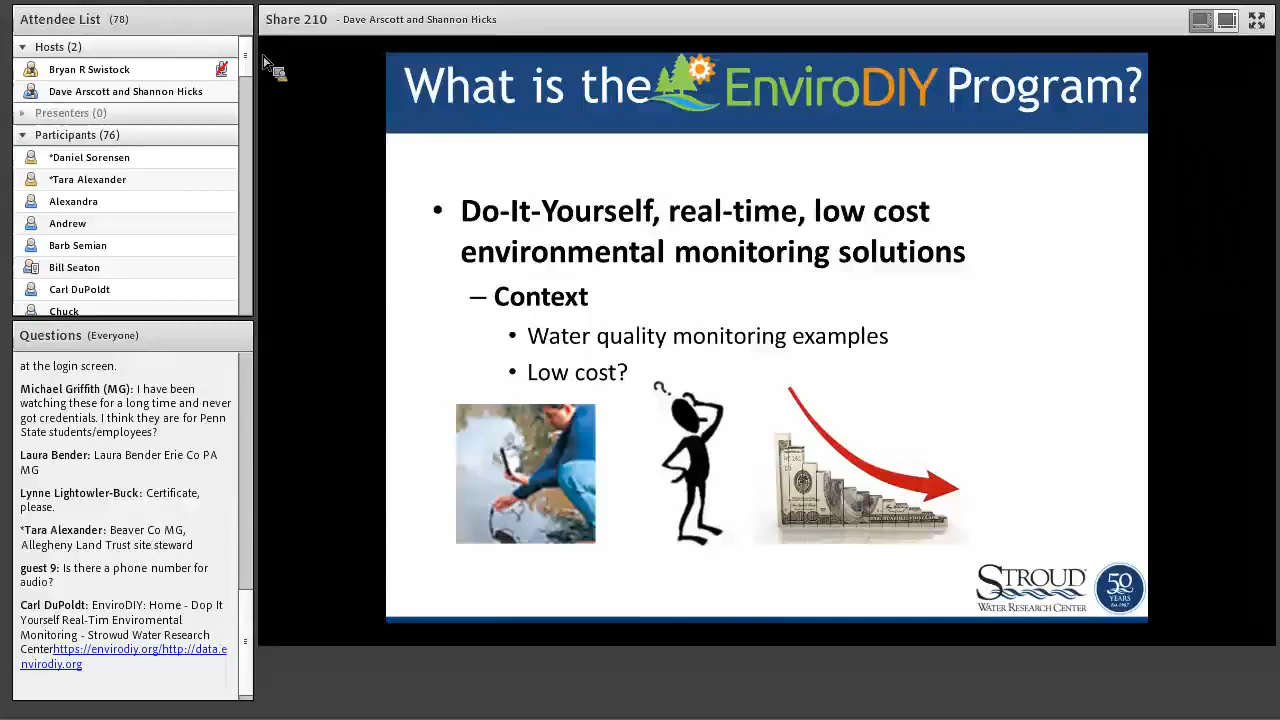 Attendee List (78)
Hosts (2)
Bryan R Swistock
Dave Arscott and Shannon Hicks
Presenters (0)
Participants (76)
*Daniel Sorensen
*Tara Alexander
Alexandra
Andrew
Barb Semian
Bill Seaton
Carl DuPoldt
Chuck
Questions (Everyone)
at the login screen.
Michael Griffith (MG): I have been
watching these for a long time and never
got credentials. I think they are for Penn
State students/employees?
Laura Bender: Laura Bender Erie Co PA
MG
Lynne Lightowler-Buck: Certificate,
please.
*Tara Alexander: Beaver Co MG,
Allegheny Land Trust site steward
guest 9: Is there a phone number for
audio?
Carl DuPoldt: EnviroDIY: Home - Dop It
Yourself Real-Tim Enviromental
Monitoring - Strowud Water Research
Centerhttps://envirodiy.org/http://data.e
nvirodiy.org
Share 210 - Dave Arscott and Shannon Hicks
What is the EnviroDIY Program?
• Do-It-Yourself, real-time, low cost
environmental monitoring solutions
– Context
• Water quality monitoring examples
• Low cost?
?
STROUD
WATER RESEARCH CENTER
50
YEARS
Est. 1967